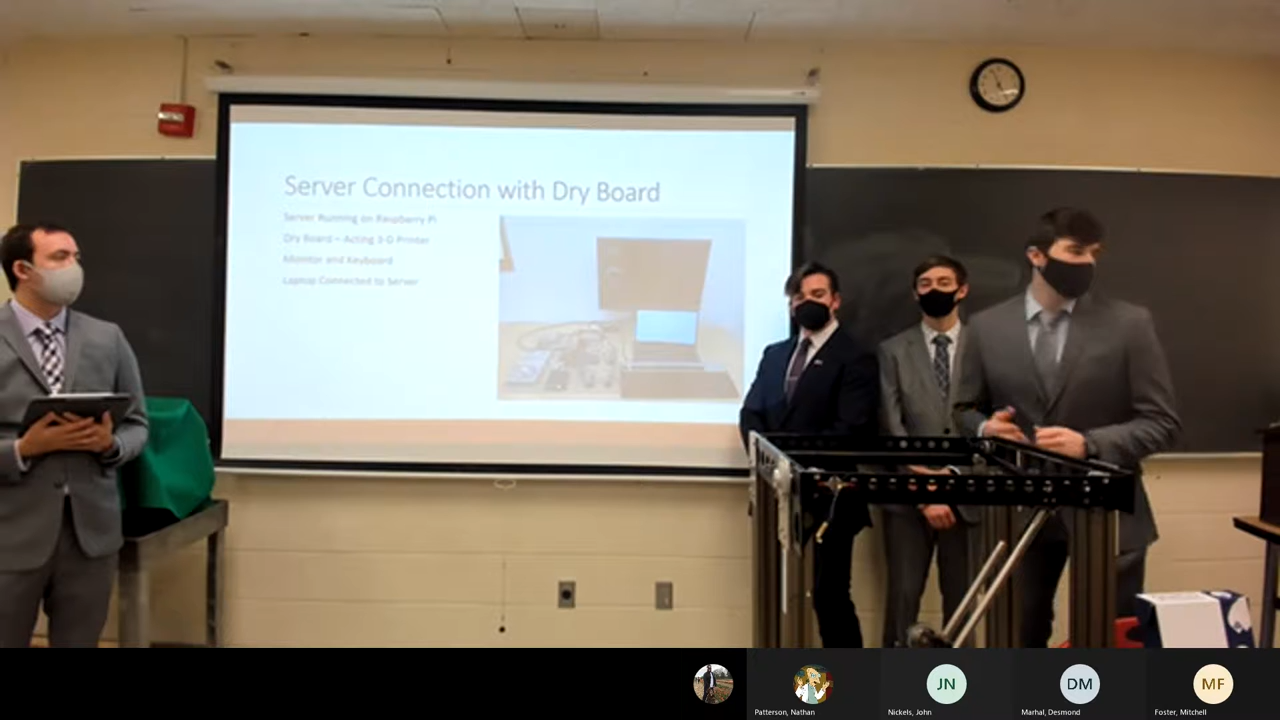 Server Connection with Dry Board
Server Running on Raspberry Pi
Dry Board – Acting 3-D Printer
Monitor and Keyboard
Laptop Connected to Server
JN
DM
MF
Patterson, Nathan
Nickels, John
Marhal, Desmond
Foster, Mitchell